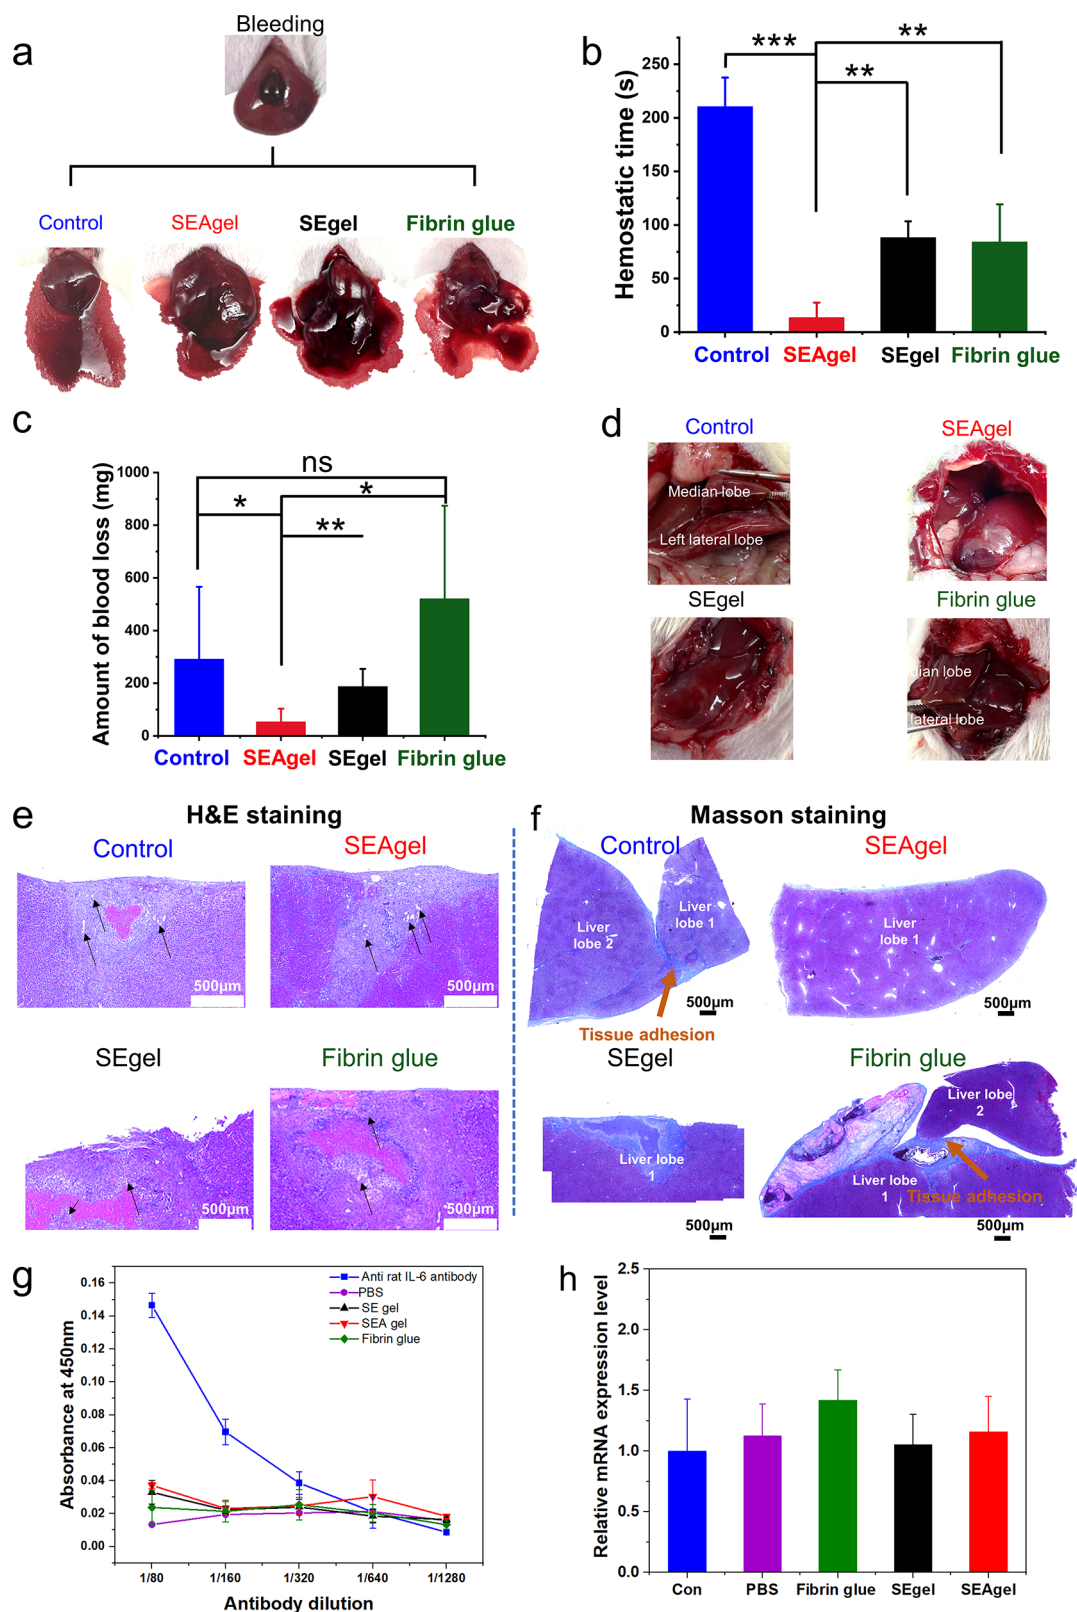 a
Bleeding
Control
SEAgel
SEgel
Fibrin glue
b
Hemostatic time (s)
250
200
150
100
50
0
***
**
**
Control
SEAgel
SEgel
Fibrin glue
c
Amount of blood loss (mg)
1000
800
600
400
200
0
ns
*
*
**
Control
SEAgel
SEgel
Fibrin glue
d
Control
SEAgel
Median lobe
Left lateral lobe
SEgel
Fibrin glue
dian lobe
lateral lobe
e
H&E staining
Control
SEAgel
500μm
500μm
SEgel
Fibrin glue
500μm
500μm
f
Masson staining
Control
SEAgel
Liver
lobe 2
Liver
lobe 1
Liver
lobe 1
500μm
500μm
Tissue adhesion
SEgel
Fibrin glue
Liver lobe
1
Liver lobe
2
Liver lobe
1
Tissue adhesion
500μm
500μm
g
Absorbance at 450nm
0.16
0.14
0.12
0.10
0.08
0.06
0.04
0.02
0.00
Anti rat IL-6 antibody
PBS
SE gel
SEA gel
Fibrin glue
1/80
1/160
1/320
1/640
1/1280
Antibody dilution
h
Relative mRNA expression level
2.5
2.0
1.5
1.0
0.5
0.0
Con
PBS
Fibrin glue
SEgel
SEAgel